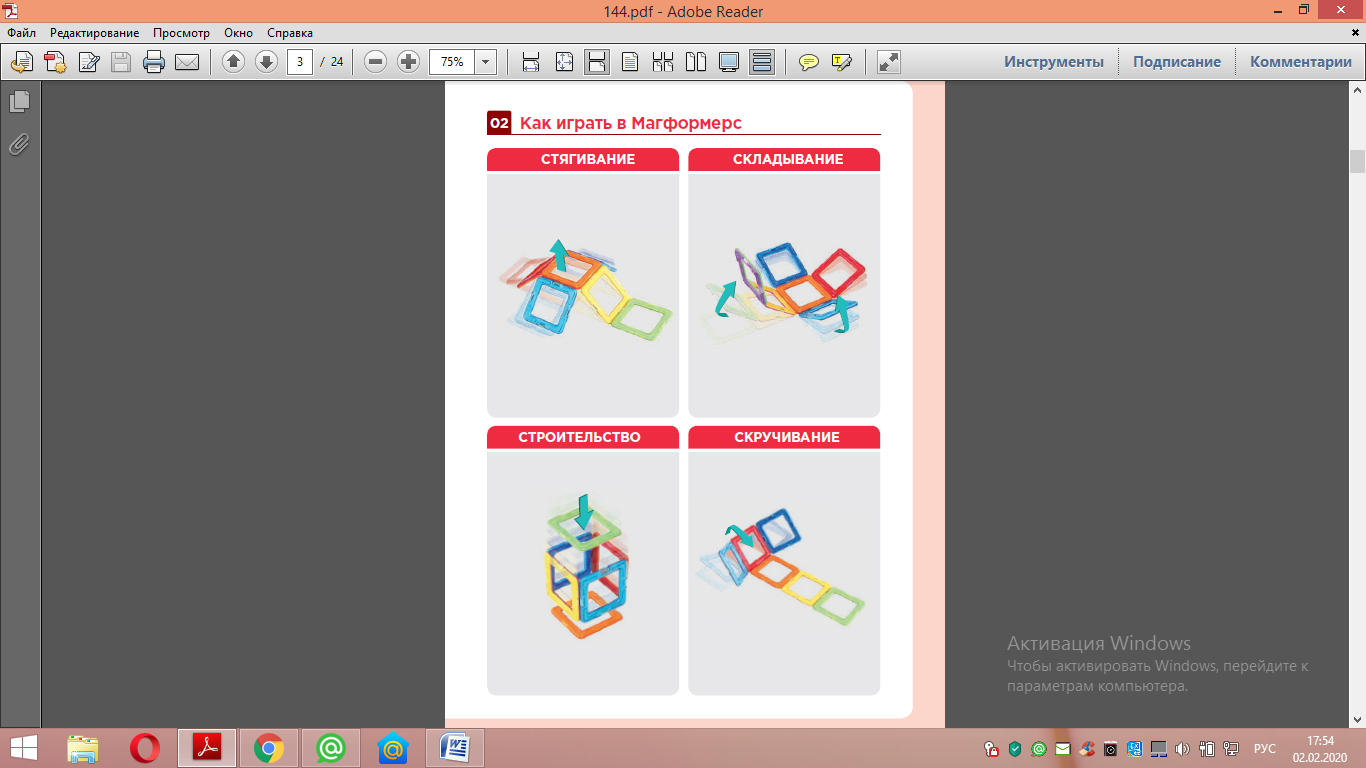 144.pdf - Adobe Reader
Файл Редактирование Просмотр Окно Справка
3 / 24 75% Инструменты Подписание Комментарии
02 Как играть в Магформерс
СТЯГИВАНИЕ СКЛАДЫВАНИЕ
СТРОИТЕЛЬСТВО СКРУЧИВАНИЕ
Активация Windows
Чтобы активировать Windows, перейдите к
параметрам компьютера.
РУС 17:54
02.02.2020